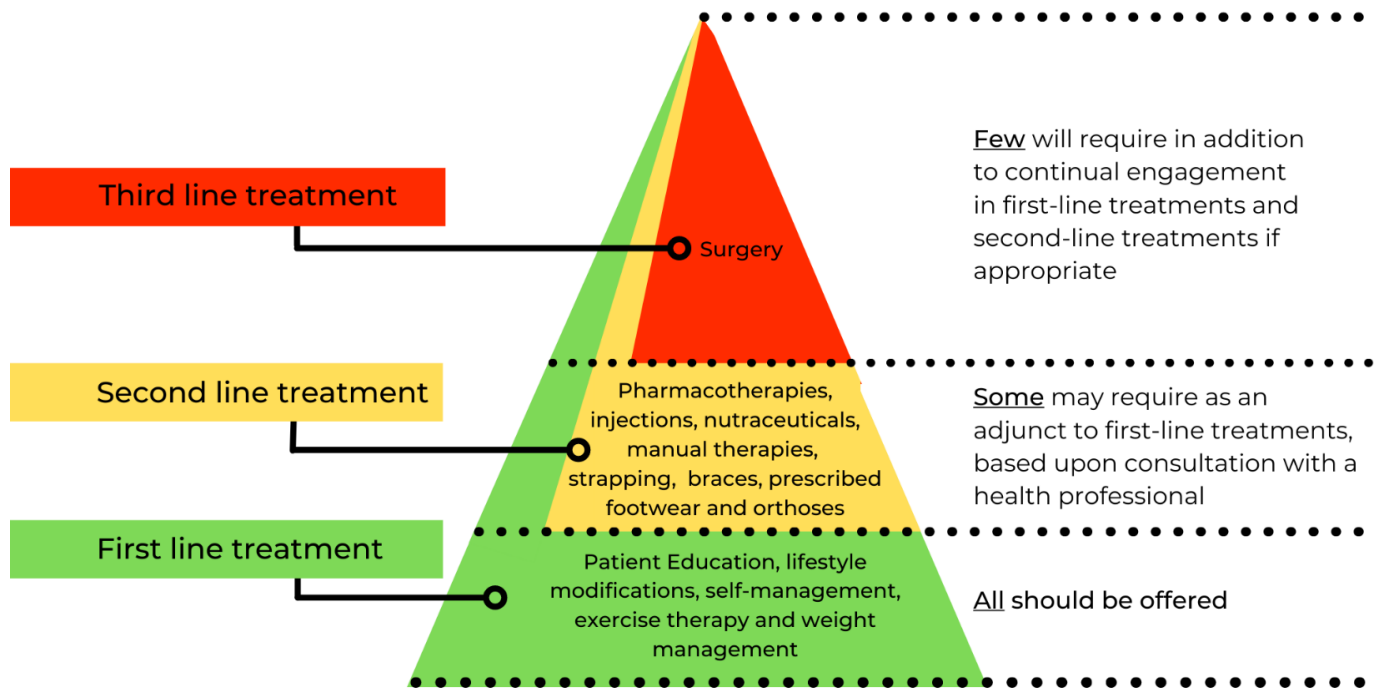 Third line treatment
Surgery
Few will require in addition
to continual engagement
in first-line treatments and
second-line treatments if
appropriate
Second line treatment
Pharmacotherapies,
injections, nutraceuticals,
manual therapies,
strapping, braces, prescribed
footwear and orthoses
Some may require as an
adjunct to first-line treatments,
based upon consultation with a
health professional
First line treatment
Patient Education, lifestyle
modifications, self-management,
exercise therapy and weight
management
All should be offered